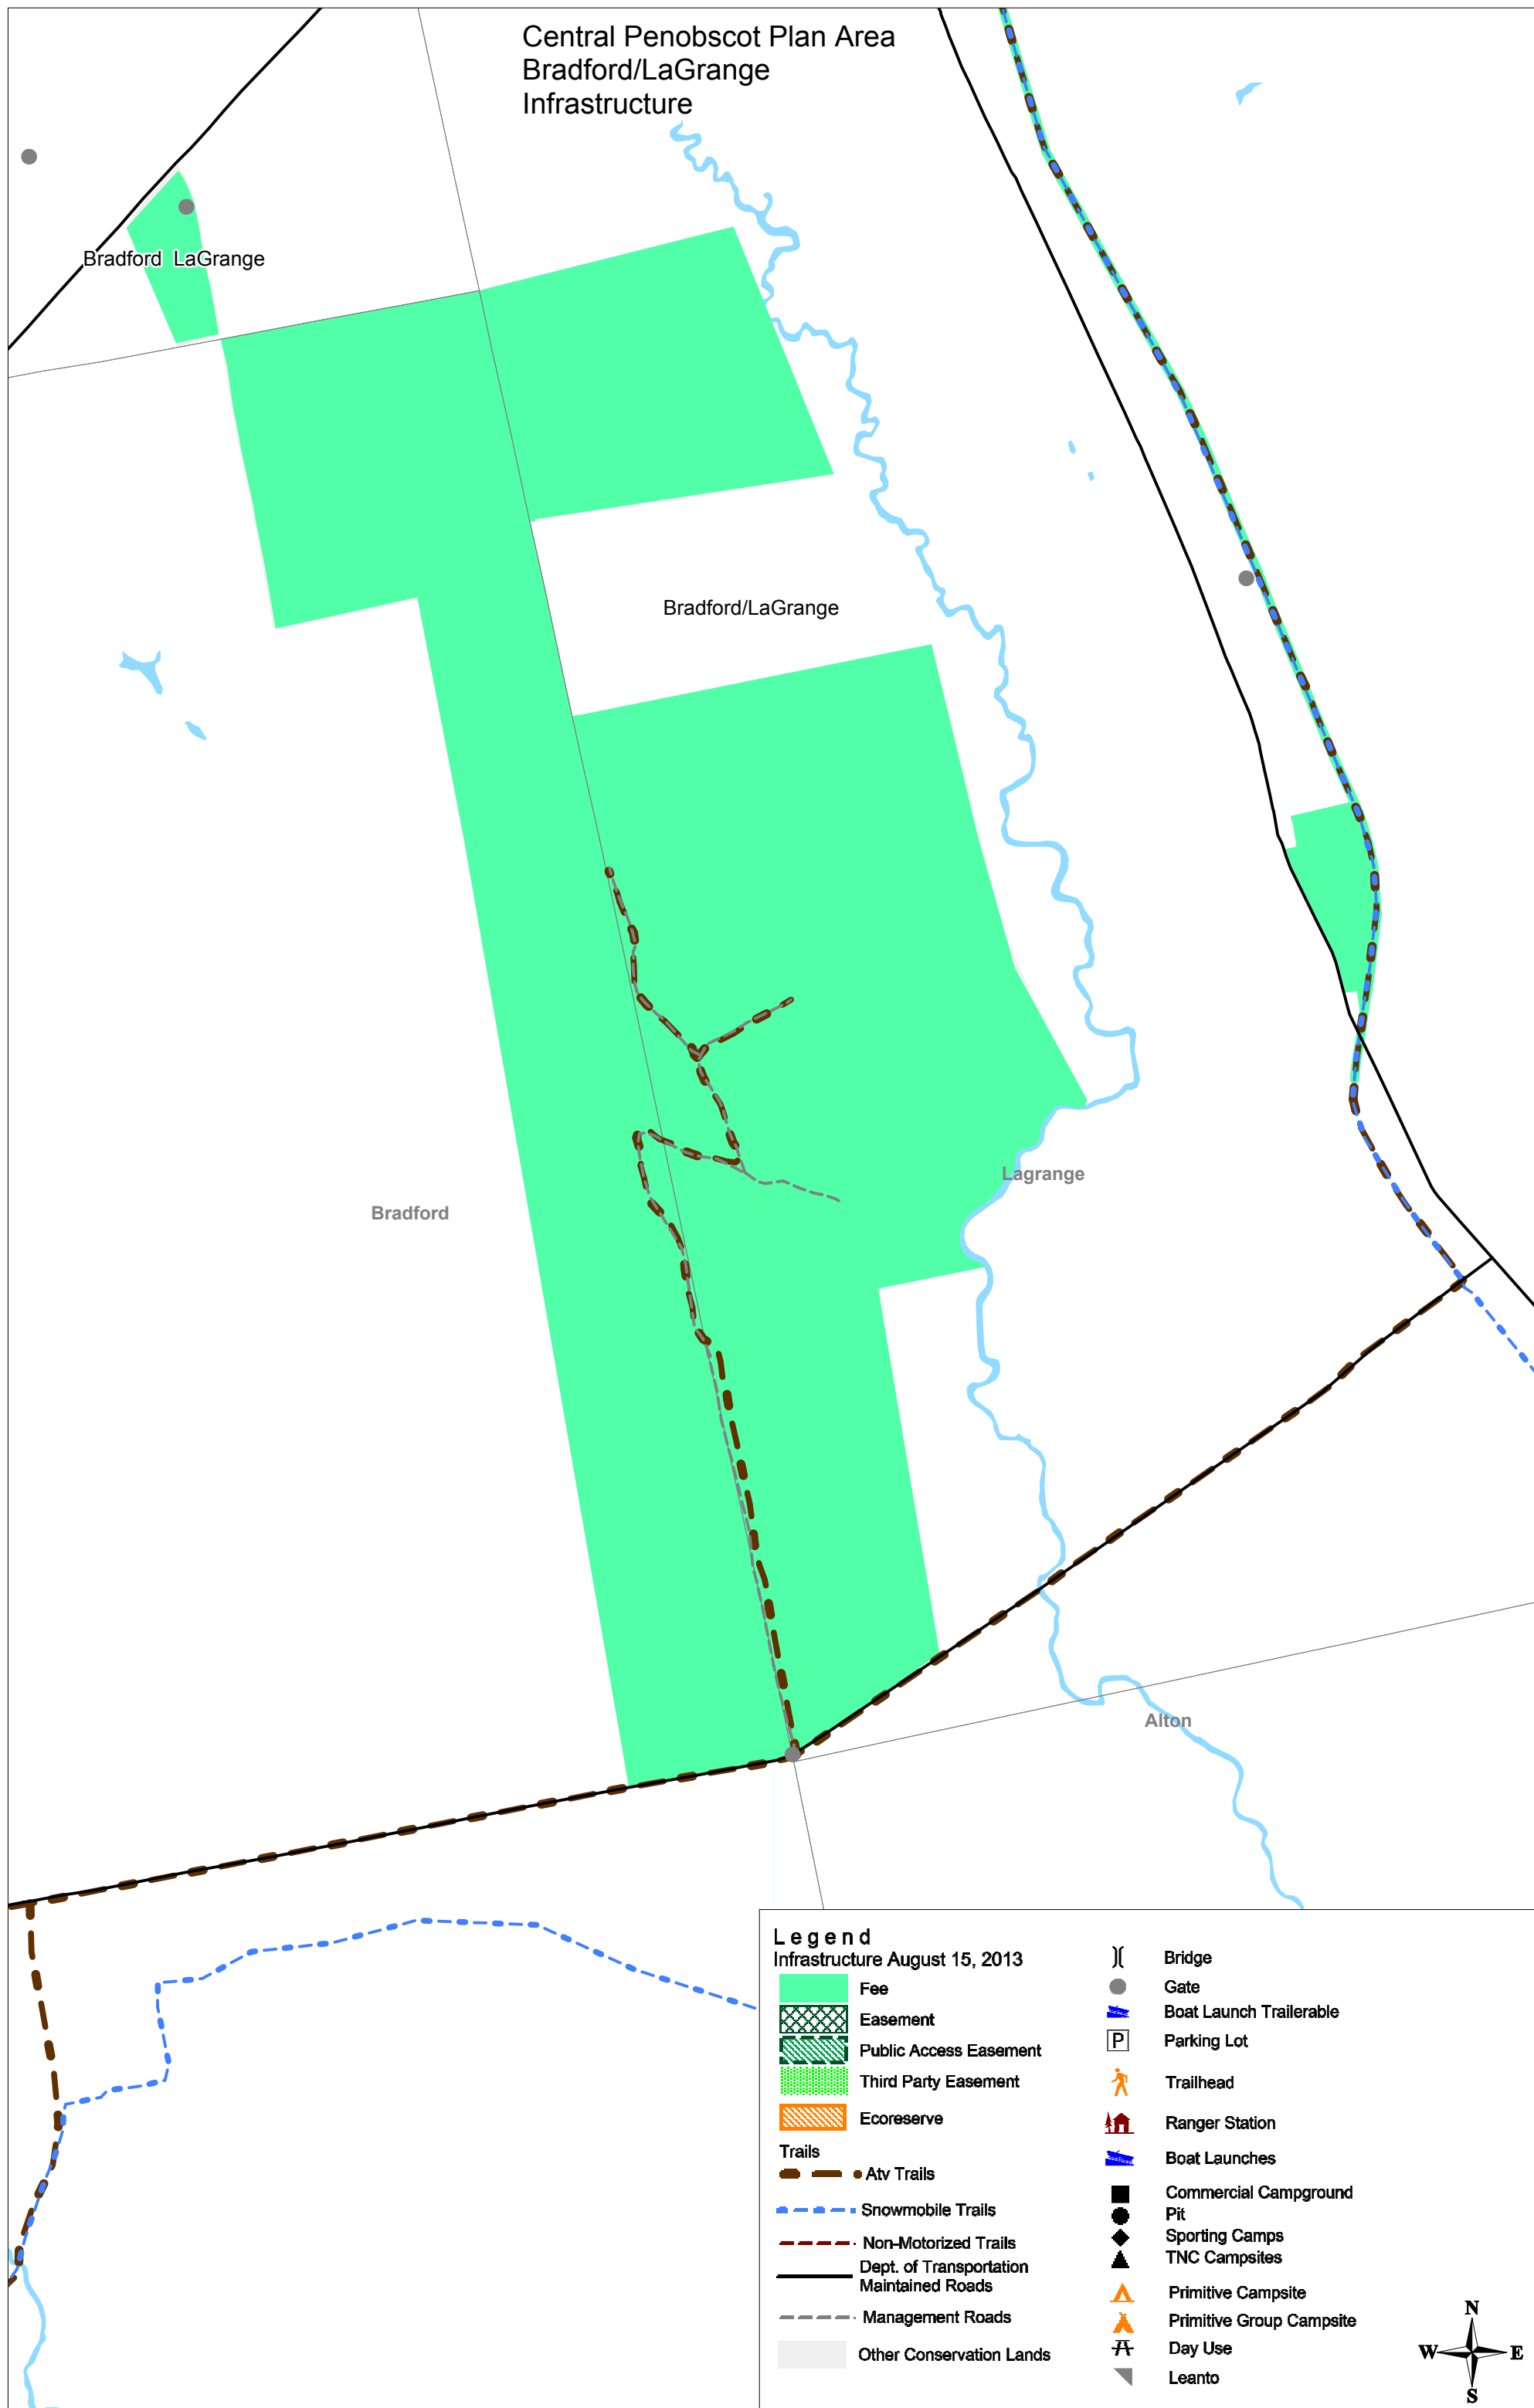 Central Penobscot Plan Area
Bradford/LaGrange
Infrastructure
Bradford LaGrange
Bradford/LaGrange
Lagrange
Bradford
Alton
Legend
Infrastructure August 15, 2013
Fee
Easement
Public Access Easement
Third Party Easement
Ecoreserve
Trails
Atv Trails
Snowmobile Trails
Non-Motorized Trails
Dept. of Transportation
Maintained Roads
Management Roads
Other Conservation Lands
Bridge
Gate
Boat Launch Trailerable
P Parking Lot
Trailhead
Ranger Station
Boat Launches
Commercial Campground
Pit
Sporting Camps
TNC Campsites
Primitive Campsite
Primitive Group Campsite
Day Use
Leanto
N
W E
S